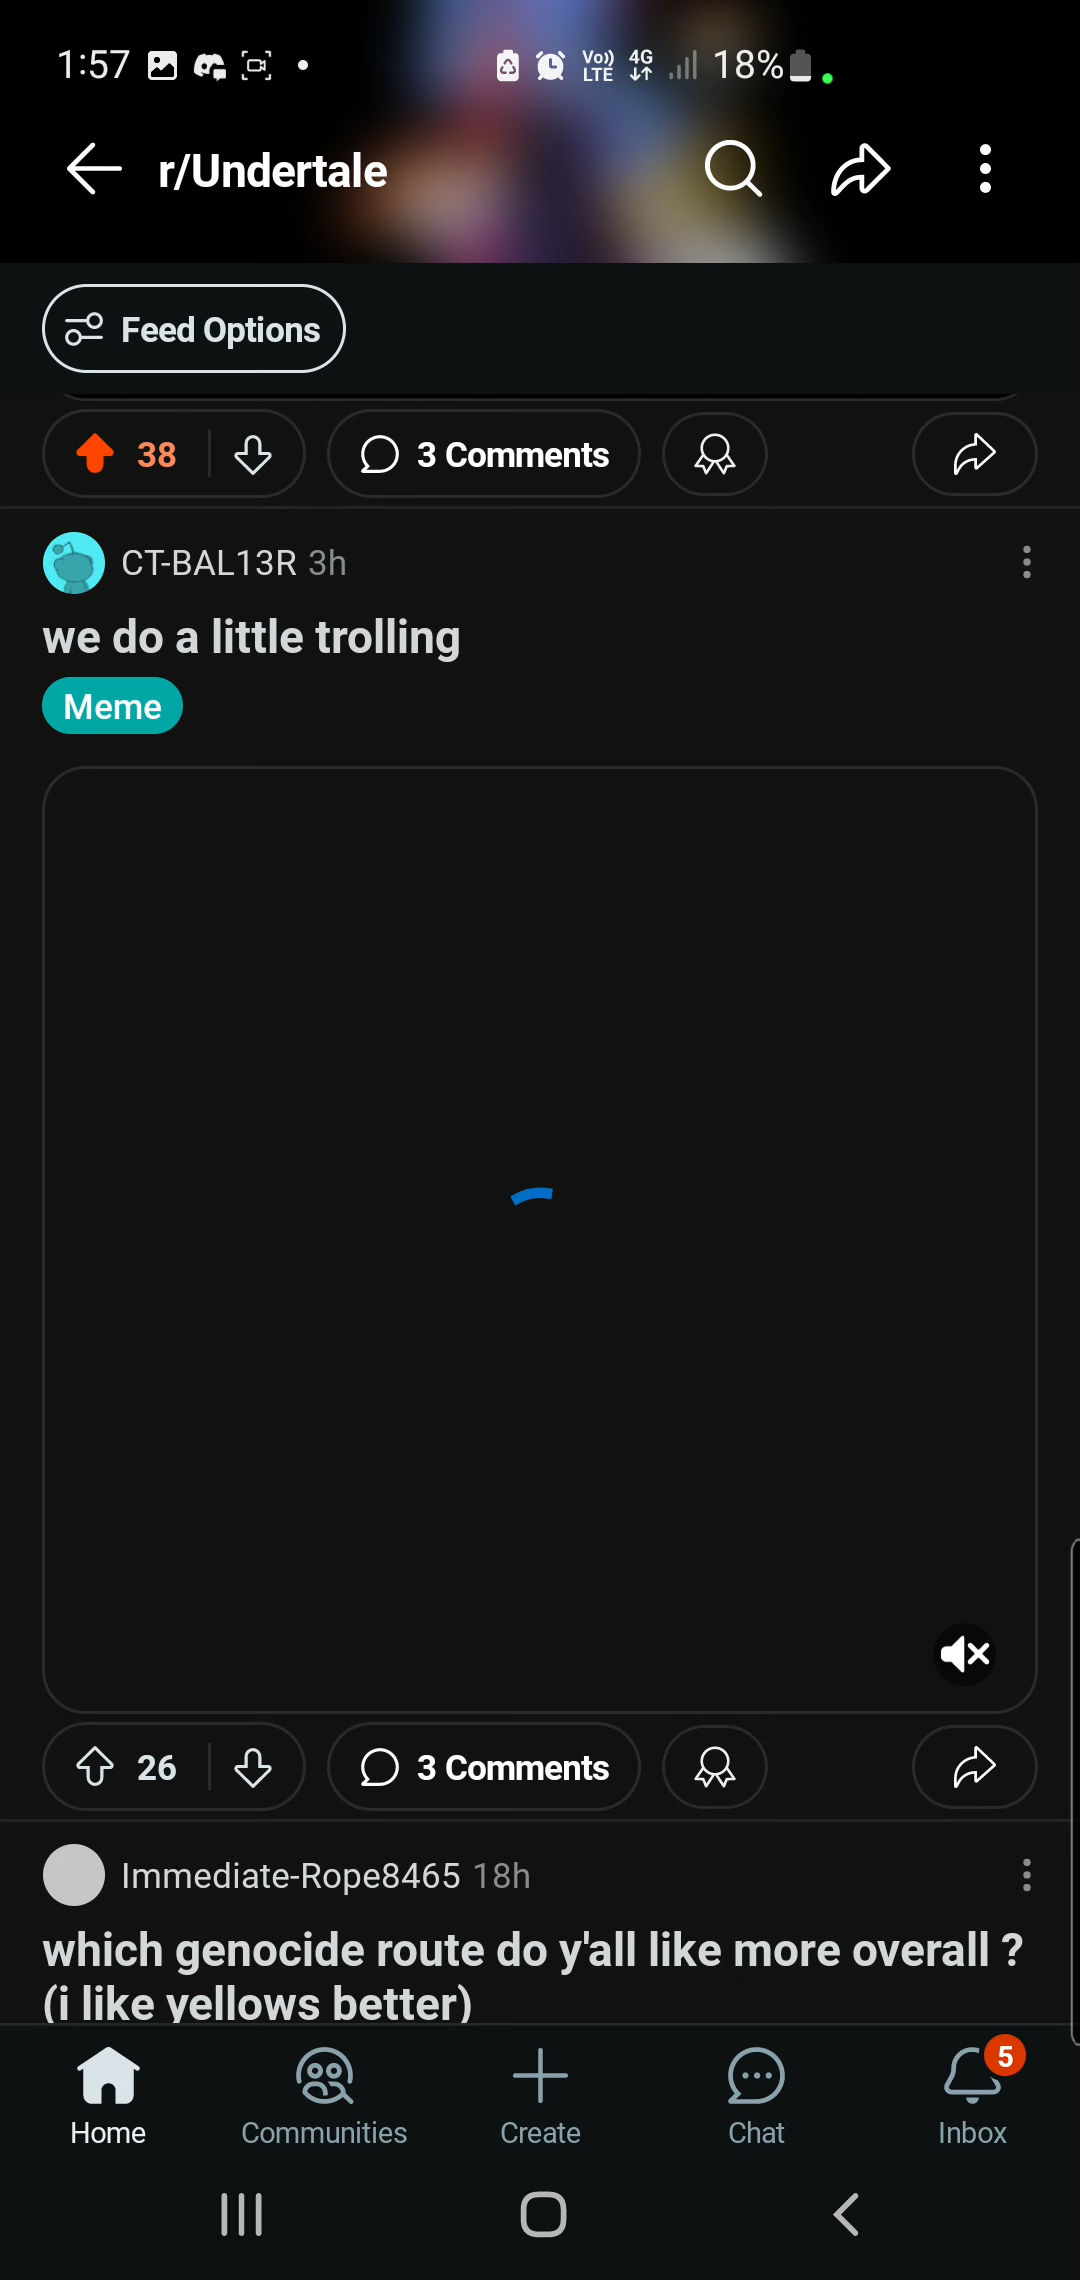 1:57
Vo)) LTE 4G 18%
r/Undertale
Feed Options
38
3 Comments
CT-BAL13R 3h
we do a little trolling
Meme
26
3 Comments
Immediate-Rope8465 18h
which genocide route do y'all like more overall ?
(i like yellows better)
5
Home
Communities
Create
Chat
Inbox